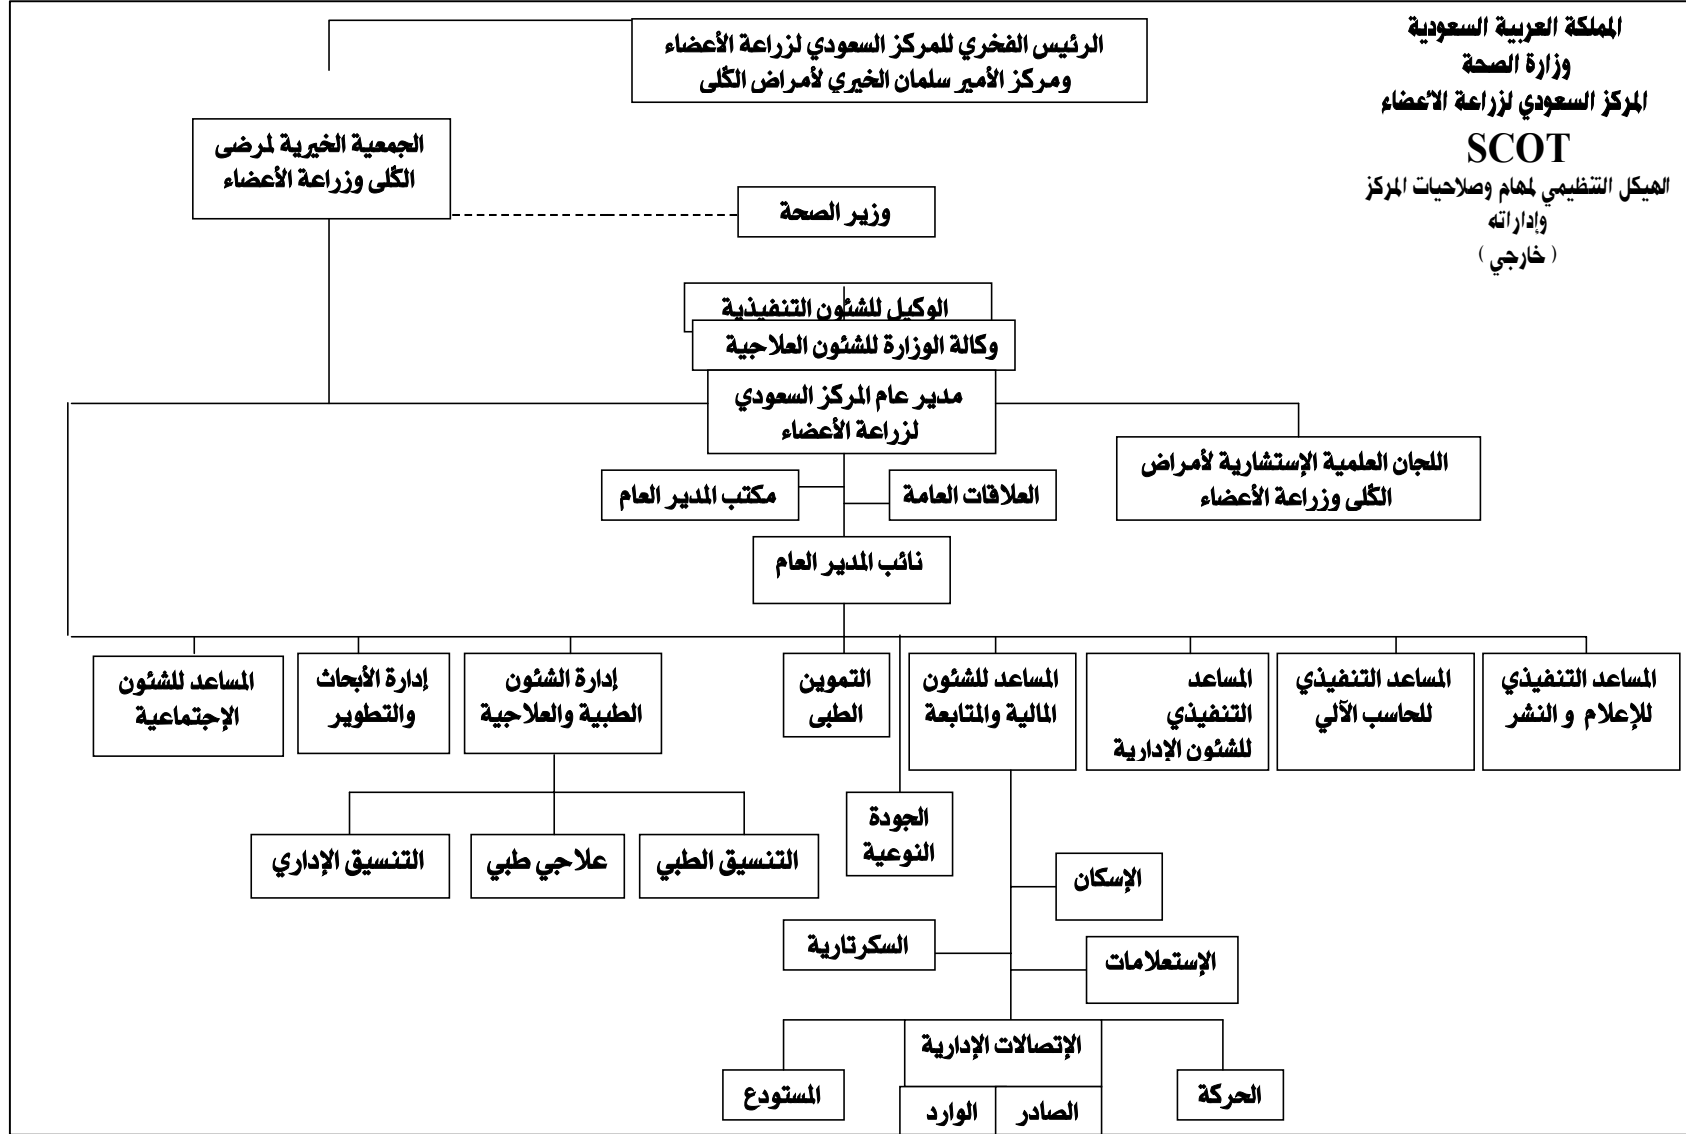 المملكة العربية السعودية
وزارة الصحة
المركز السعودي لزراعة الأعضاء
SCOT
الهيكل التنظيمي لمهام وصلاحيات المركز
وإداراته
( خارجي )
الرئيس الفخري للمركز السعودي لزراعة الأعضاء
ومركز الأمير سلمان الخيري لأمراض الكُلى
الجمعية الخيرية لمرضى
الكُلى وزراعة الأعضاء
وزير الصحة
الوكيل للشئون التنفيذية
وكالة الوزارة للشئون العلاجية
مدير عام المركز السعودي
لزراعة الأعضاء
اللجان العلمية الإستشارية لأمراض
الكُلى وزراعة الأعضاء
العلاقات العامة
مكتب المدير العام
نائب المدير العام
المساعد التنفيذي
للإعلام و النشر
المساعد التنفيذي
للحاسب الآلي
المساعد
التنفيذي
للشئون الإدارية
المساعد للشئون
المالية والمتابعة
التموين
الطبى
إدارة الشئون
الطبية والعلاجية
إدارة الأبحاث
والتطوير
المساعد للشئون
الإجتماعية
الجودة
النوعية
التنسيق الطبي
علاجي طبي
التنسيق الإداري
الإسكان
السكرتارية
الإستعلامات
الإتصالات الإدارية
الحركة
المستودع
الصادر
الوارد